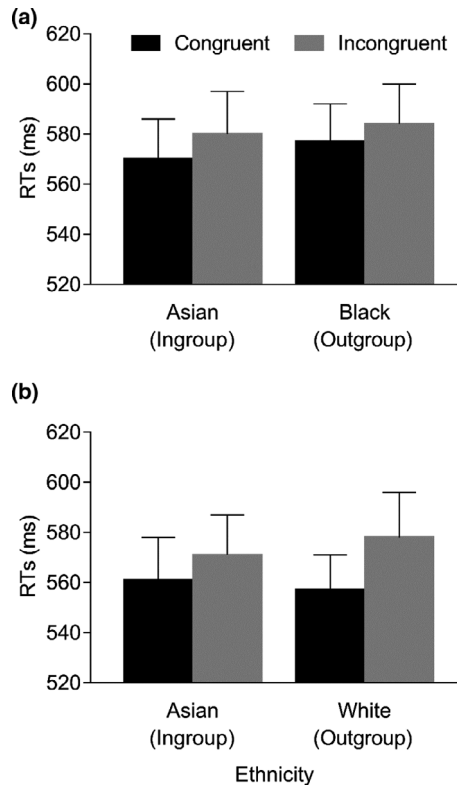 (a)
620
Congruent Incongruent
600
580
560
540
520
RTs (ms)
Asian
(Ingroup)
Black
(Outgroup)
(b)
620
600
580
560
540
520
RTs (ms)
Asian
(Ingroup)
White
(Outgroup)
Ethnicity